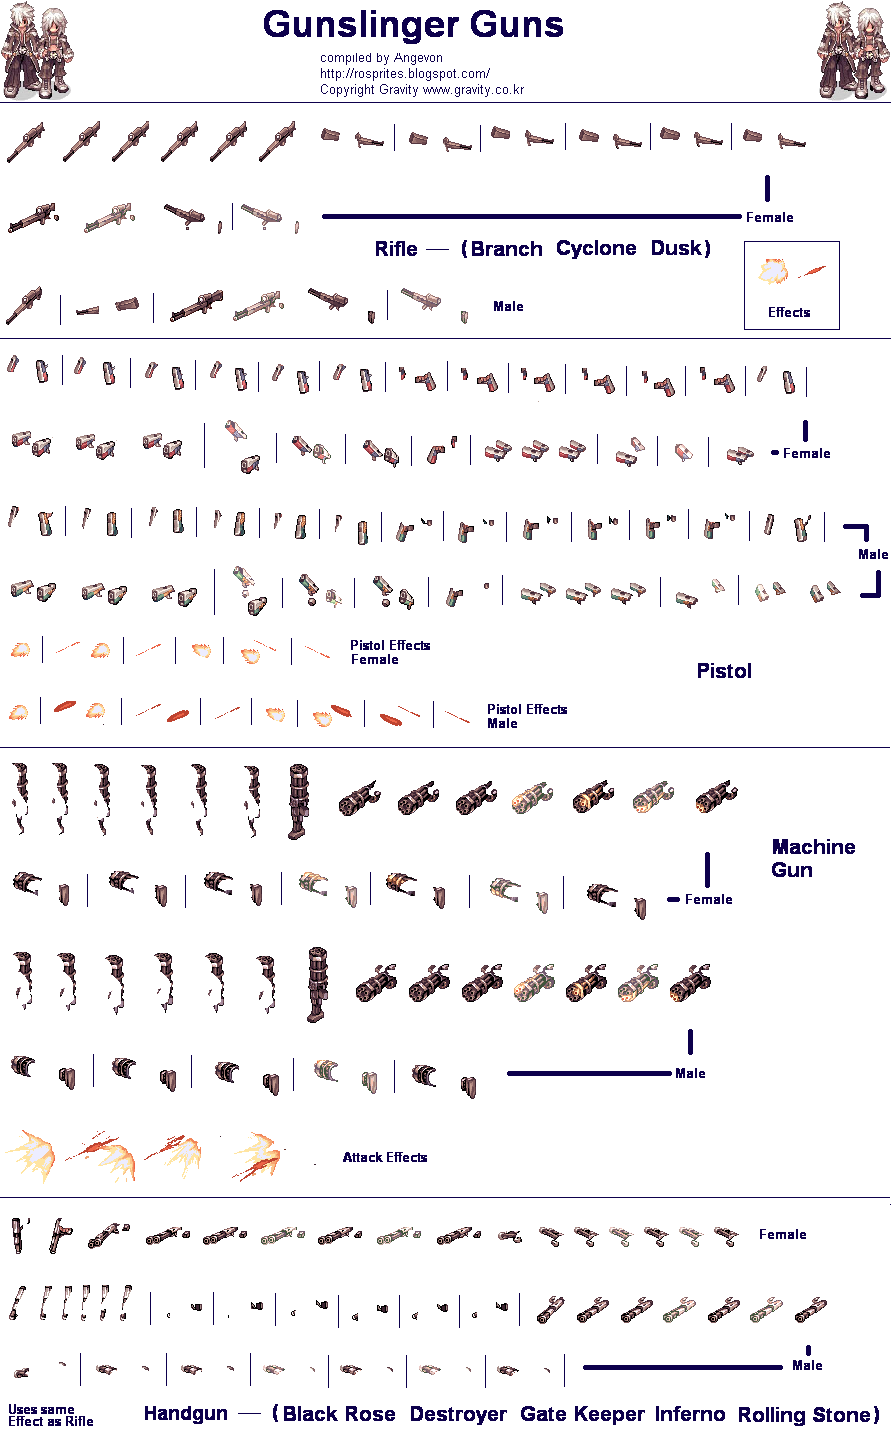 Gunslinger Guns
compiled by Angevon
http://rosprites.blogspot.com/
Copyright Gravity www.gravity.co.kr
Female
Rifle — (Branch Cyclone Dusk)
Effects
Male
Female
Male
Pistol Effects
Female
Pistol
Pistol Effects
Male
Machine
Gun
Female
Male
Attack Effects
Female
Male
Uses same
Effect as Rifle
Handgun — (Black Rose Destroyer Gate Keeper Inferno Rolling Stone)